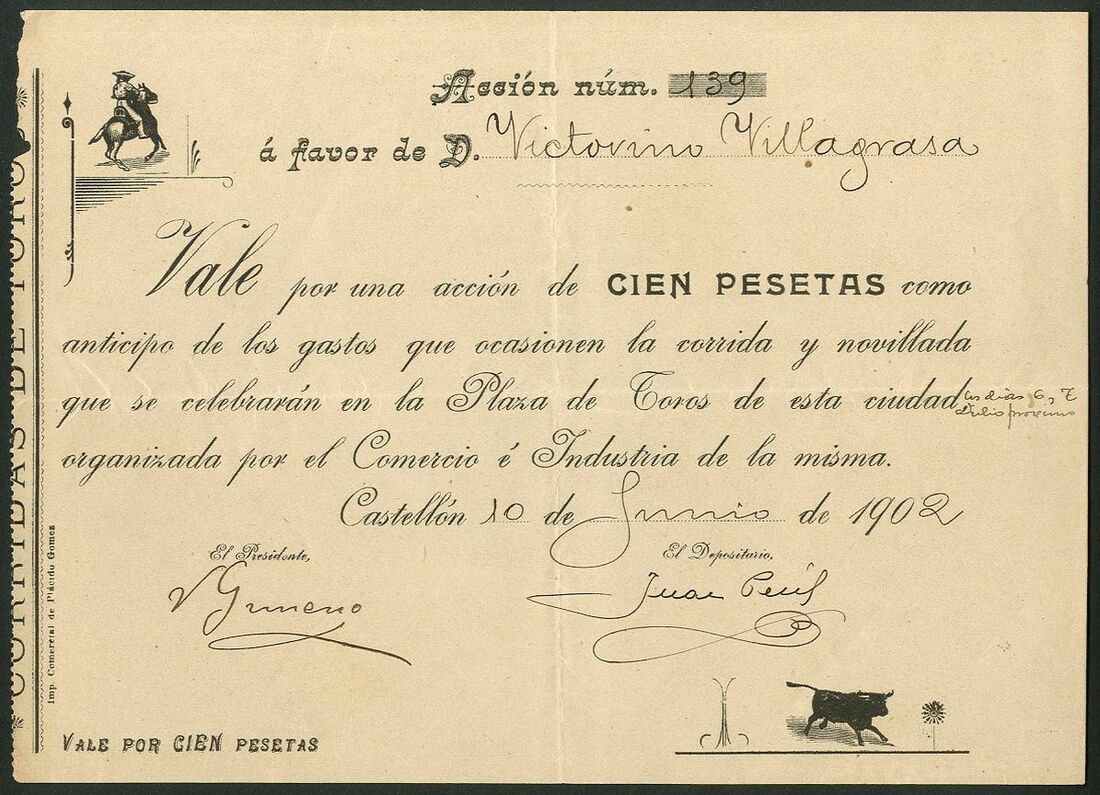 Acción núm. 139
á favor de D. Victorino Villagrasa
Vale por una acción de CIEN PESETAS como
anticipo de los gastos que ocasionen la corrida y novillada
que se celebrarán en la Plaza de Toros de esta ciudad los dias 6 y 7
Julio proximo
organizada por el Comercio é Industria de la misma.
Castellón 10 de Junio de 1902
El Presidente,
El Depositario,
V Gimeno
Juan
VALE POR CIEN PESETAS
CORRIDAS DE TOROS
Imp. Comercial de Plácido Gomez